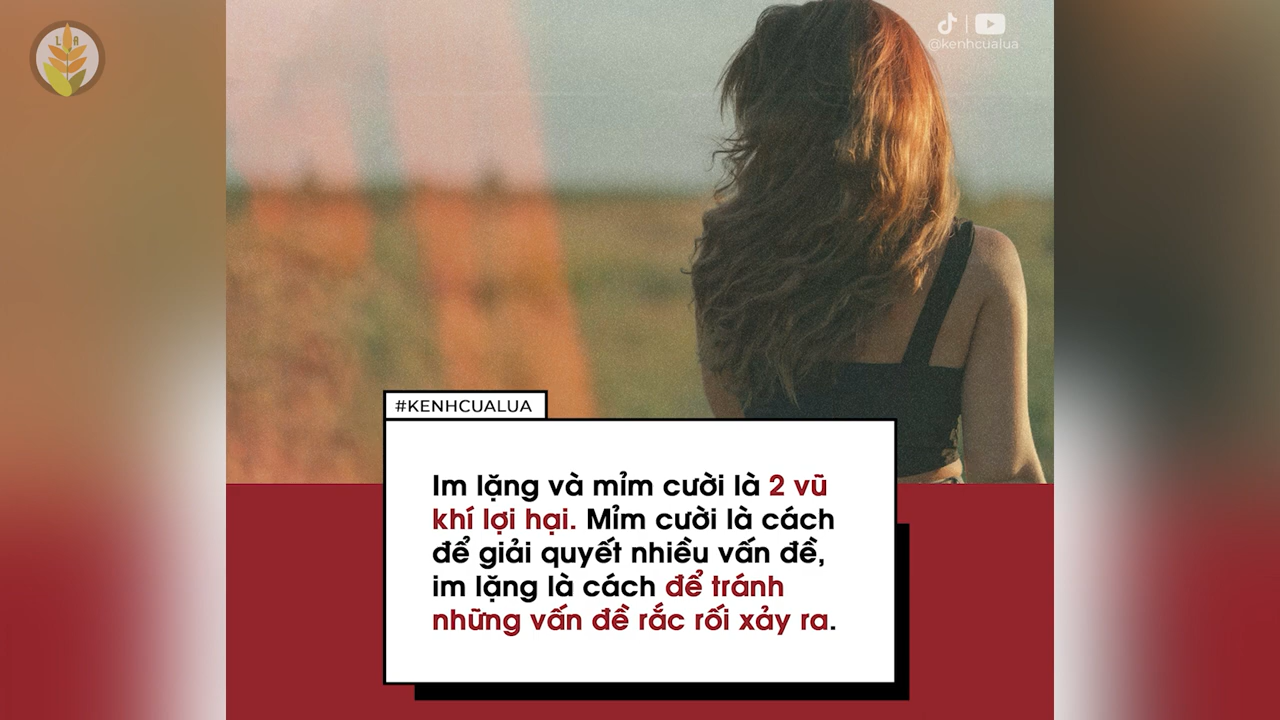 L A
@kenhcualua
#KENHCUALUA
Im lặng và mỉm cười là 2 vũ
khí lợi hại. Mỉm cười là cách
để giải quyết nhiều vấn đề,
im lặng là cách để tránh
những vấn đề rắc rối xảy ra.